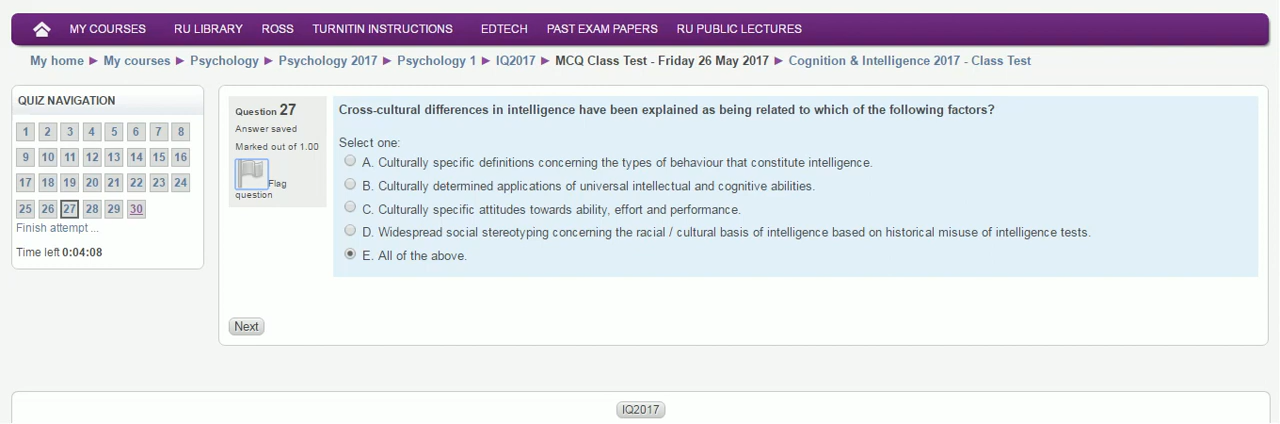 MY COURSES RU LIBRARY ROSS TURNITIN INSTRUCTIONS EDTECH PAST EXAM PAPERS RU PUBLIC LECTURES
My home ► My courses ► Psychology ► Psychology 2017 ► Psychology 1 ► IQ2017 ► MCQ Class Test - Friday 26 May 2017 ► Cognition & Intelligence 2017 - Class Test
QUIZ NAVIGATION
1 2 3 4 5 6 7 8
9 10 11 12 13 14 15 16
17 18 19 20 21 22 23 24
25 26 27 28 29 30
Finish attempt ...
Time left 0:04:08
Question 27
Answer saved
Marked out of 1.00
Flag
question
Cross-cultural differences in intelligence have been explained as being related to which of the following factors?
Select one:
A. Culturally specific definitions concerning the types of behaviour that constitute intelligence.
B. Culturally determined applications of universal intellectual and cognitive abilities.
C. Culturally specific attitudes towards ability, effort and performance.
D. Widespread social stereotyping concerning the racial / cultural basis of intelligence based on historical misuse of intelligence tests.
E. All of the above.
Next
IQ2017